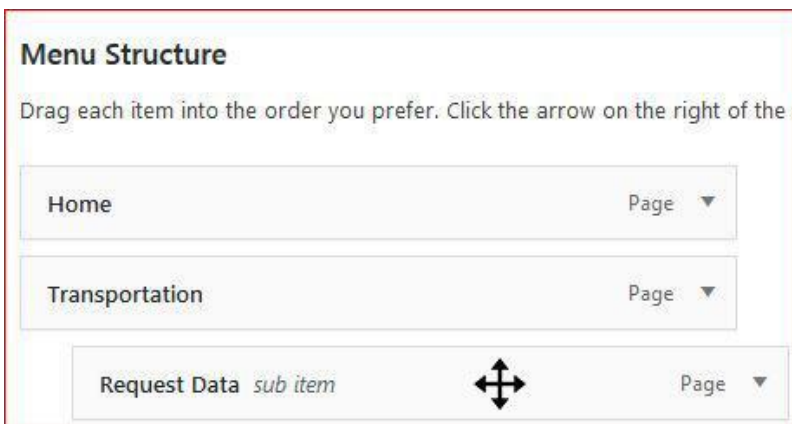 Menu Structure
Drag each item into the order you prefer. Click the arrow on the right of the
Home Page
Transportation Page
Request Data sub item Page